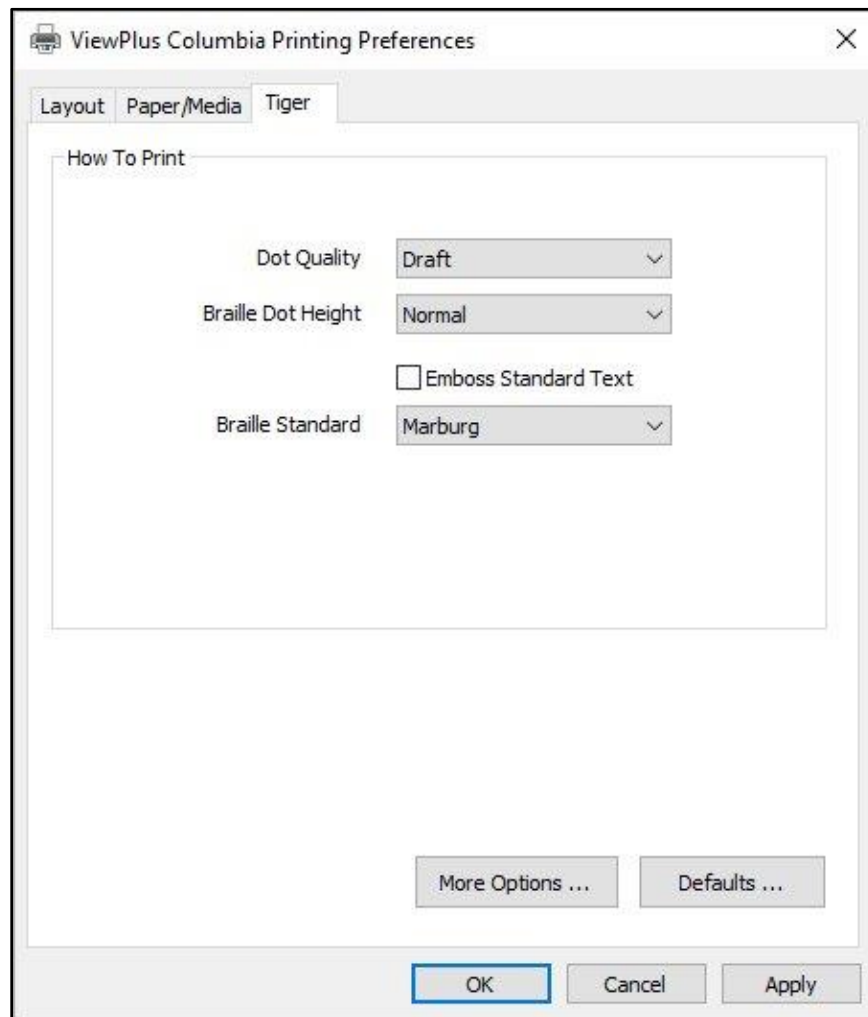 ViewPlus Columbia Printing Preferences
Layout Paper/Media Tiger
How To Print
Dot Quality Draft
Braille Dot Height Normal
Emboss Standard Text
Braille Standard Marburg
More Options ... Defaults ...
OK Cancel Apply